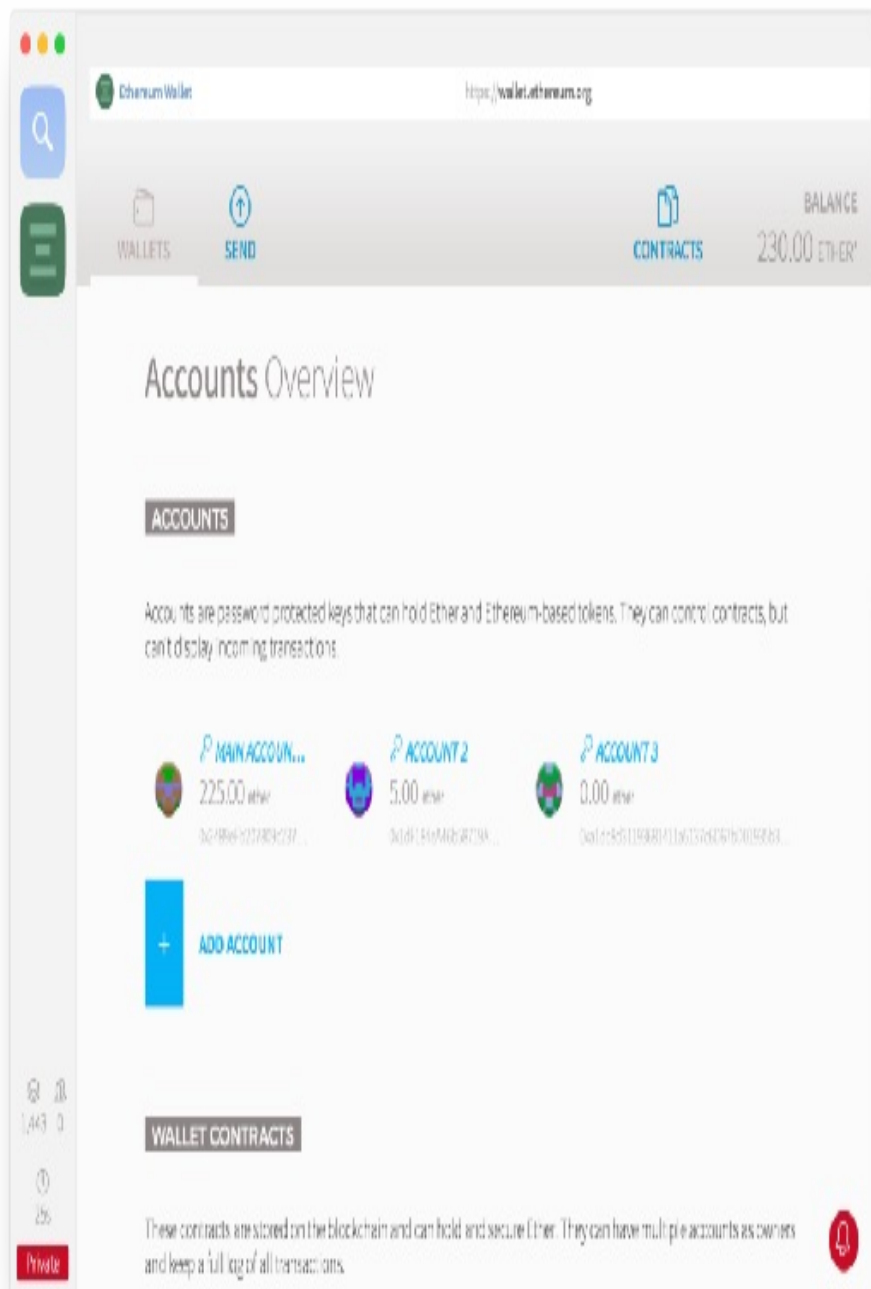 Ethereum Wallet
https://wallet.ethereum.org
WALLETS
SEND
CONTRACTS
BALANCE
230.00 ETHER*
Accounts Overview
ACCOUNTS
Accounts are password protected keys that can hold Ether and Ethereum-based tokens. They can control contracts, but
can't display incoming transactions.
MAIN ACCOUN...
225.00 ether
ACCOUNT 2
5.00 ether
ACCOUNT 3
0.00 ether
+
ADD ACCOUNT
1,443 0
WALLET CONTRACTS
These contracts are stored on the blockchain and can hold and secure Ether. They can have multiple accounts as owners
and keep a full log of all transactions.
Private